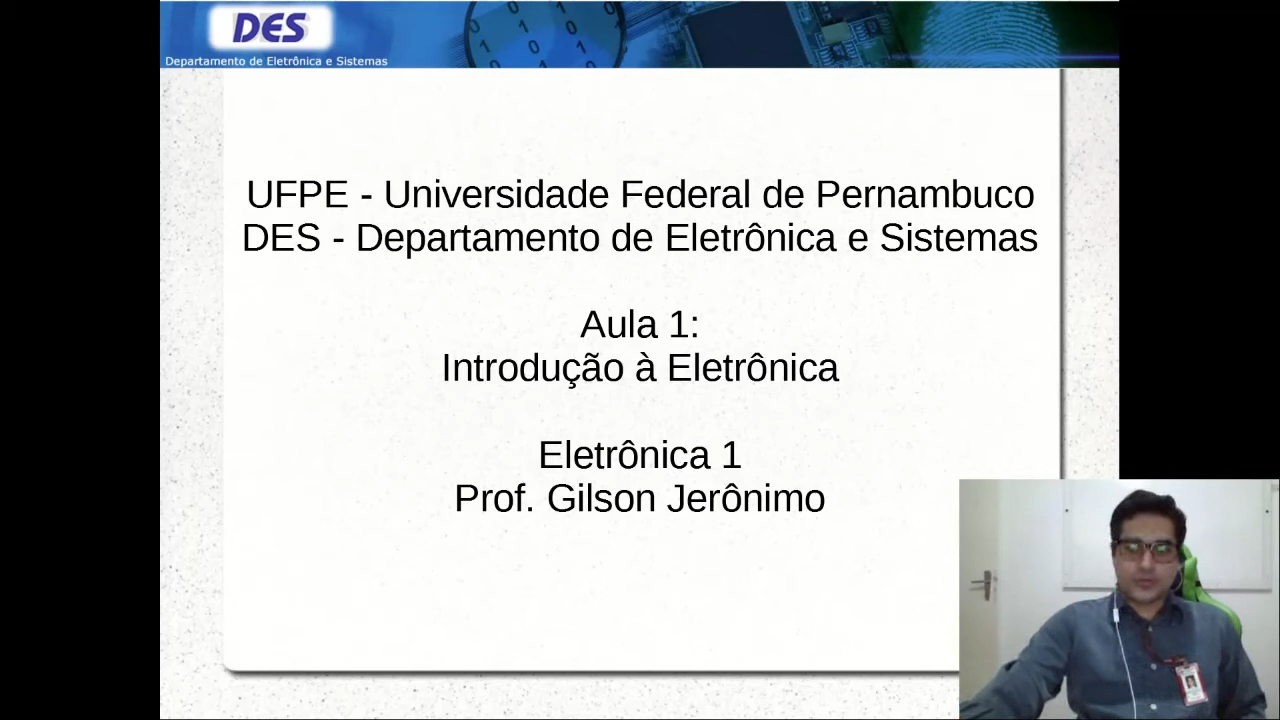 DES
Departamento de Eletrônica e Sistemas
UFPE - Universidade Federal de Pernambuco
DES - Departamento de Eletrônica e Sistemas
Aula 1:
Introdução à Eletrônica
Eletrônica 1
Prof. Gilson Jerônimo